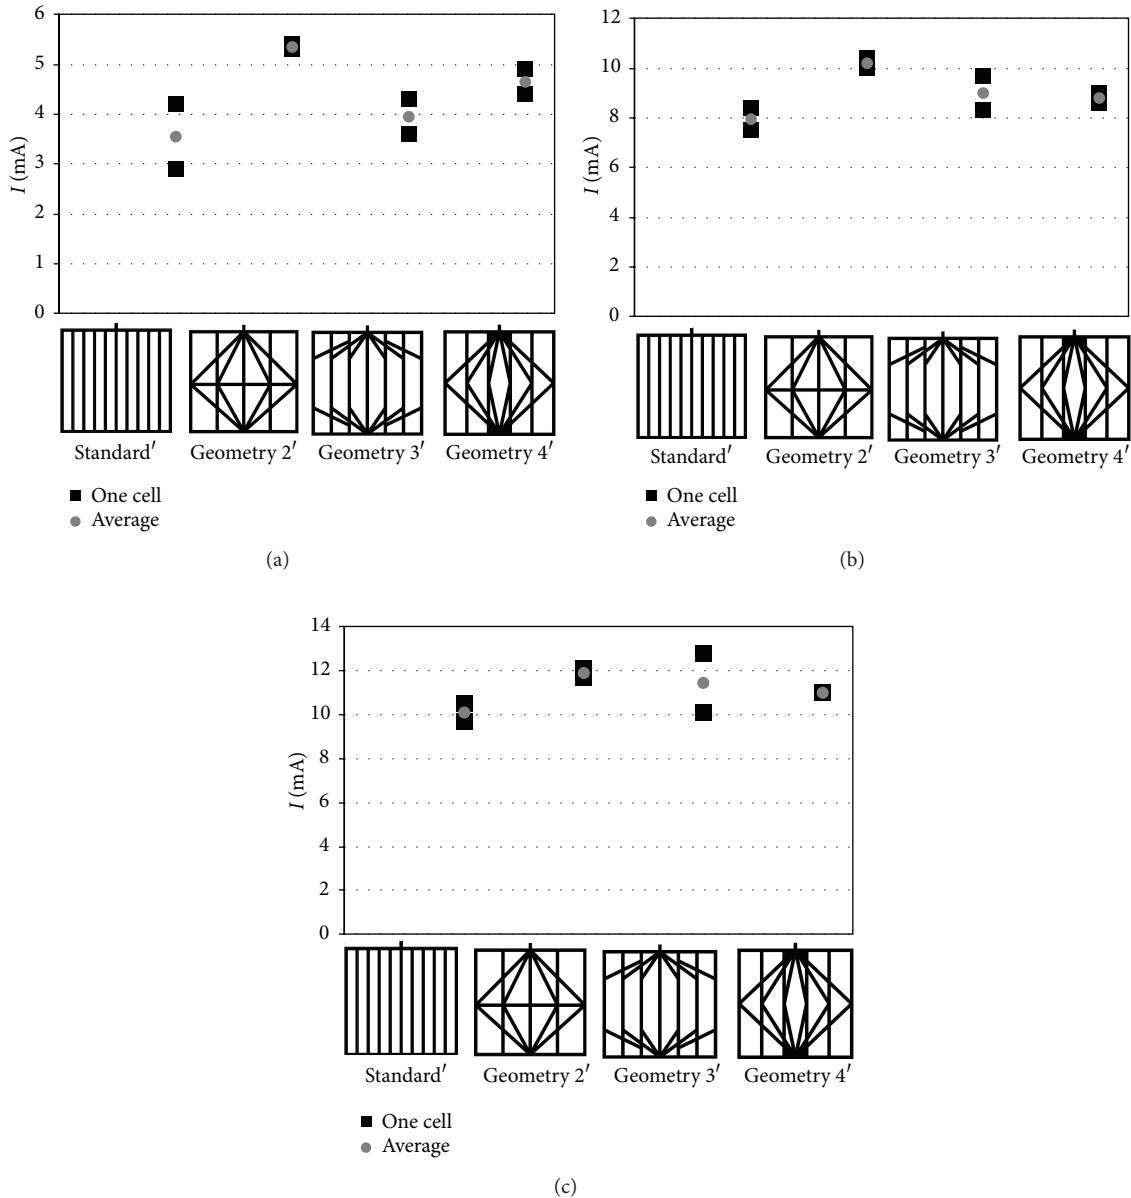 6
5
4
3
2
1
0
I (mA)
Standard′ Geometry 2′ Geometry 3′ Geometry 4′
One cell
Average
(a)
12
10
8
6
4
2
0
I (mA)
Standard′ Geometry 2′ Geometry 3′ Geometry 4′
One cell
Average
(b)
14
12
10
8
6
4
2
0
I (mA)
Standard′ Geometry 2′ Geometry 3′ Geometry 4′
One cell
Average
(c)